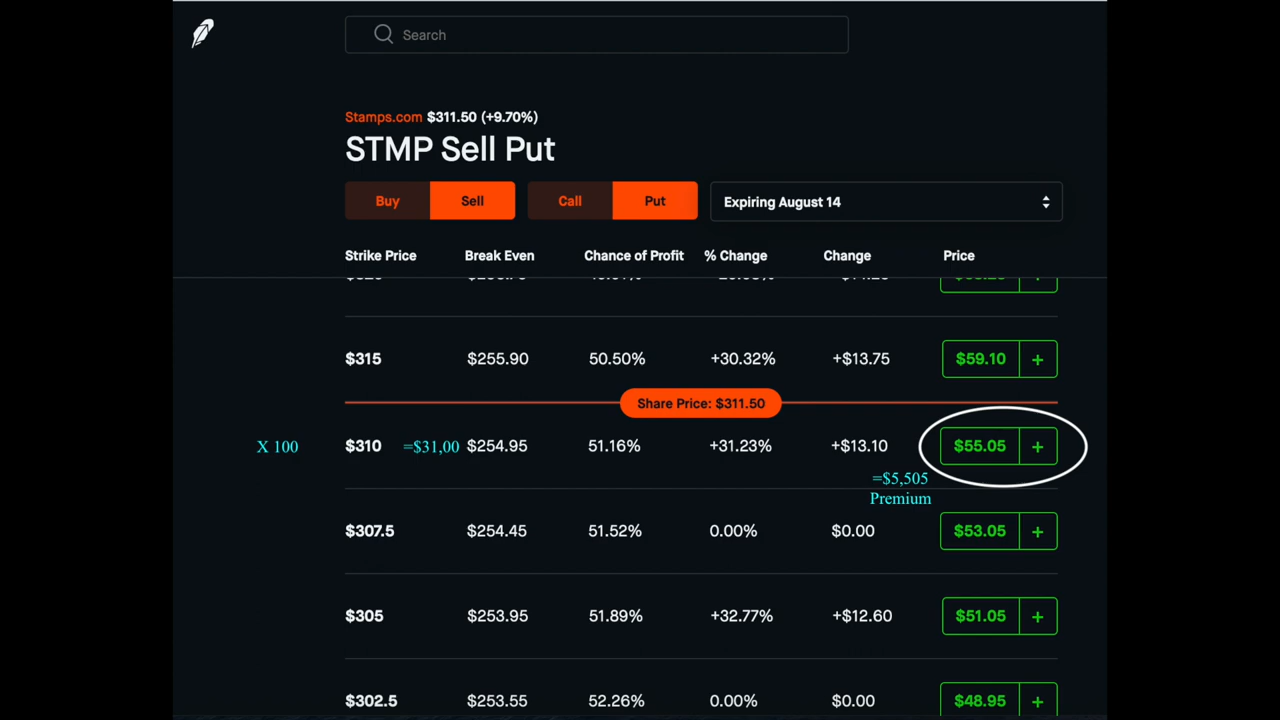 Search
Stamps.com $311.50 (+9.70%)
STMP Sell Put
Buy Sell Call Put Expiring August 14
Strike Price Break Even Chance of Profit % Change Change Price
$315 $255.90 50.50% +30.32% +$13.75 $59.10 +
Share Price: $311.50
X 100 $310 =$31,00 $254.95 51.16% +31.23% +$13.10 $55.05 +
=$5,505
Premium
$307.5 $254.45 51.52% 0.00% $0.00 $53.05 +
$305 $253.95 51.89% +32.77% +$12.60 $51.05 +
$302.5 $253.55 52.26% 0.00% $0.00 $48.95 +